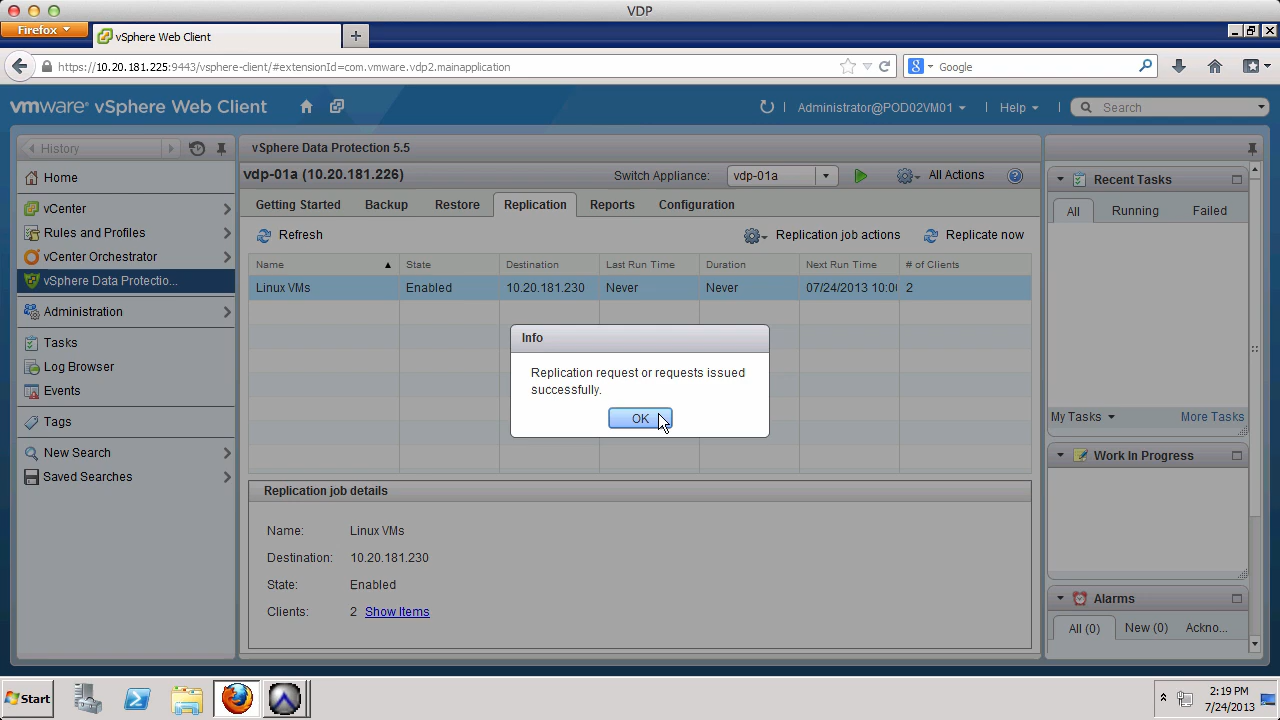 VDP
Firefox
vSphere Web Client
https://10.20.181.225:9443/vsphere-client/#extensionId=com.vmware.vdp2.mainapplication
Google
vmware vSphere Web Client
Administrator@POD02VM01
Help
Search
History
Home
vCenter
Rules and Profiles
vCenter Orchestrator
vSphere Data Protectio...
Administration
Tasks
Log Browser
Events
Tags
New Search
Saved Searches
vSphere Data Protection 5.5
vdp-01a (10.20.181.226)
Switch Appliance:
vdp-01a
All Actions
Getting Started
Backup
Restore
Replication
Reports
Configuration
Refresh
Replication job actions
Replicate now
Name State Destination Last Run Time Duration Next Run Time # of Clients
Linux VMs Enabled 10.20.181.230 Never Never 07/24/2013 10:00 2
Info
Replication request or requests issued
successfully.
OK
Replication job details
Name: Linux VMs
Destination: 10.20.181.230
State: Enabled
Clients: 2 Show Items
Recent Tasks
All Running Failed
My Tasks More Tasks
Work In Progress
Alarms
All (0) New (0) Ackno...
Start
2:19 PM
7/24/2013